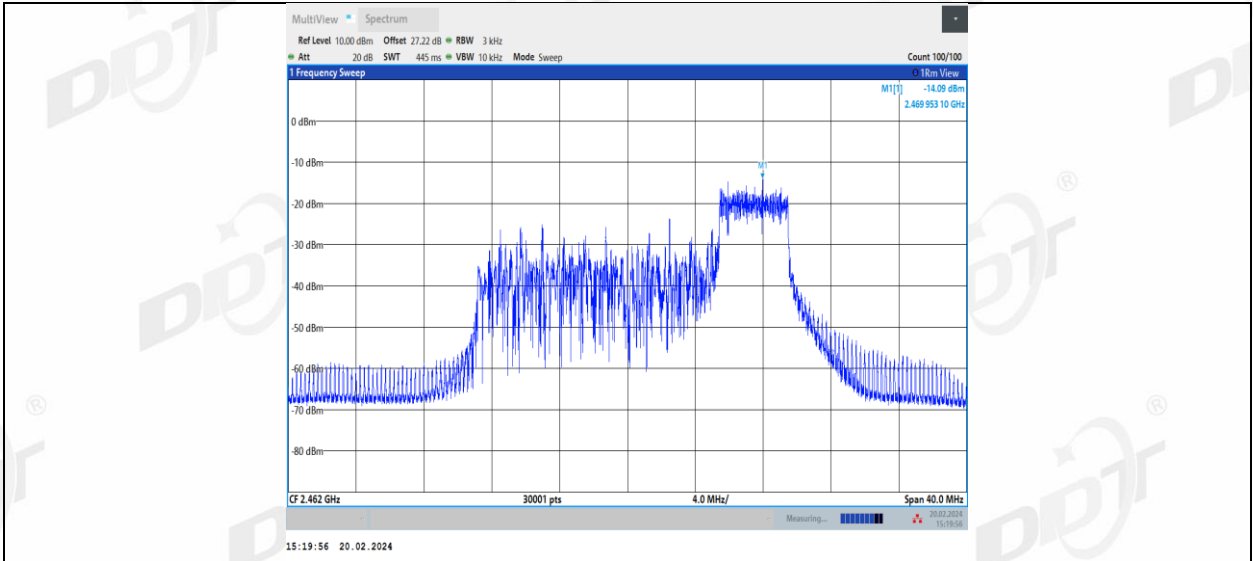 MultiView Spectrum
Ref Level 10.00 dBm Offset 27.22 dB RBW 3 kHz
Att 20 dB SWT 445 ms VBW 10 kHz Mode Sweep Count 100/100
1 Frequency Sweep 1Rm View
M1[1] -14.09 dBm
2.469 953 10 GHz
0 dBm
-10 dBm
M1
-20 dBm
-30 dBm
-40 dBm
-50 dBm
-60 dBm
-70 dBm
-80 dBm
CF 2.462 GHz 30001 pts 4.0 MHz/ Span 40.0 MHz
Measuring... 20.02.2024
15:19:56
15:19:56 20.02.2024
DDT
®